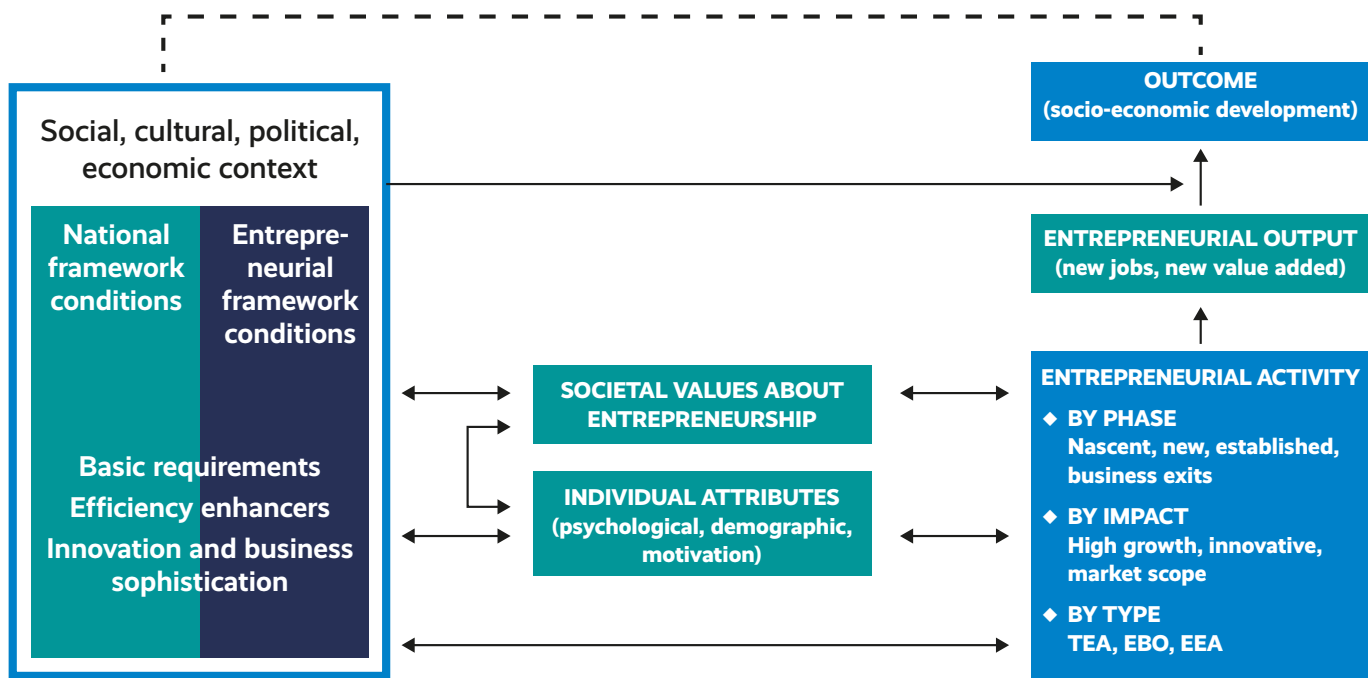 Social, cultural, political,
economic context
National
framework
conditions
Entrepre-
neurial
framework
conditions
Basic requirements
Efficiency enhancers
Innovation and business
sophistication
SOCIETAL VALUES ABOUT
ENTREPRENEURSHIP
INDIVIDUAL ATTRIBUTES
(psychological, demographic,
motivation)
OUTCOME
(socio-economic development)
ENTREPRENEURIAL OUTPUT
(new jobs, new value added)
ENTREPRENEURIAL ACTIVITY
◆ BY PHASE
Nascent, new, established,
business exits
◆ BY IMPACT
High growth, innovative,
market scope
◆ BY TYPE
TEA, EBO, EEA